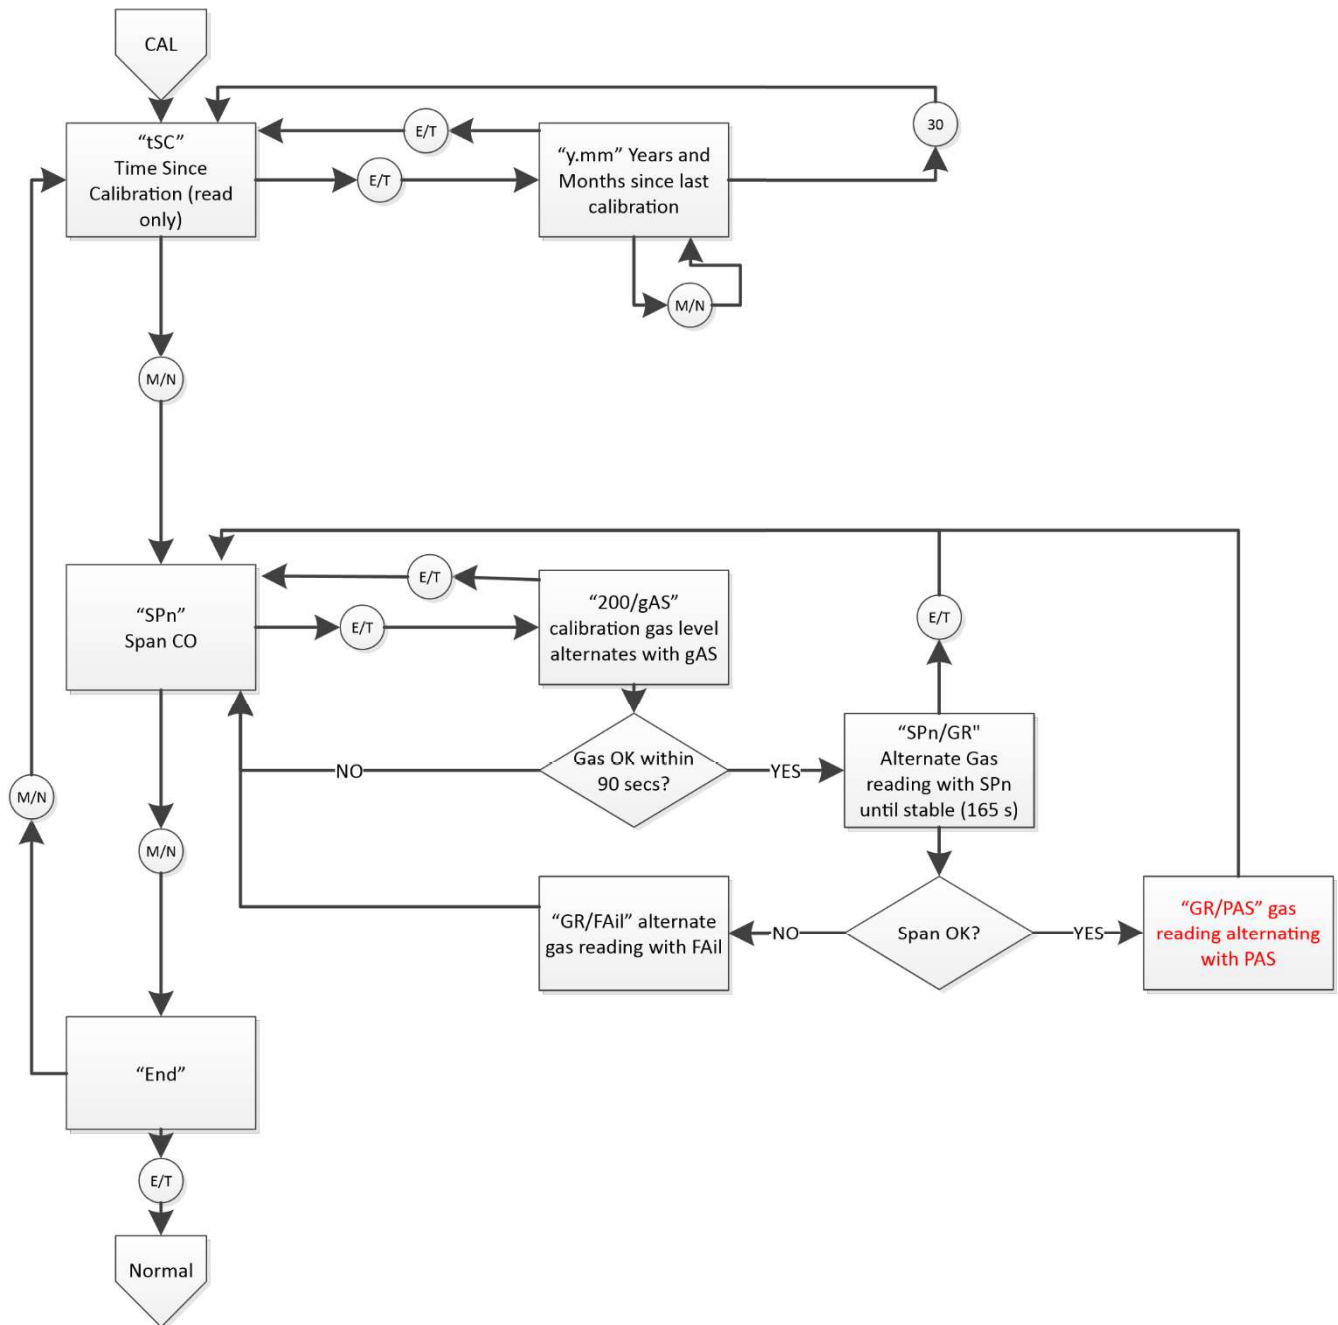 CAL
“tSC”
Time Since
Calibration (read
only)
E/T
E/T
“y.mm” Years and
Months since last
calibration
30
M/N
M/N
“SPn”
Span CO
E/T
E/T
“200/gAS”
calibration gas level
alternates with gAS
E/T
Gas OK within
90 secs?
NO
YES
“SPn/GR"
Alternate Gas
reading with SPn
until stable (165 s)
M/N
M/N
“GR/FAil” alternate
gas reading with FAil
NO
Span OK?
YES
“GR/PAS” gas
reading alternating
with PAS
“End”
E/T
Normal